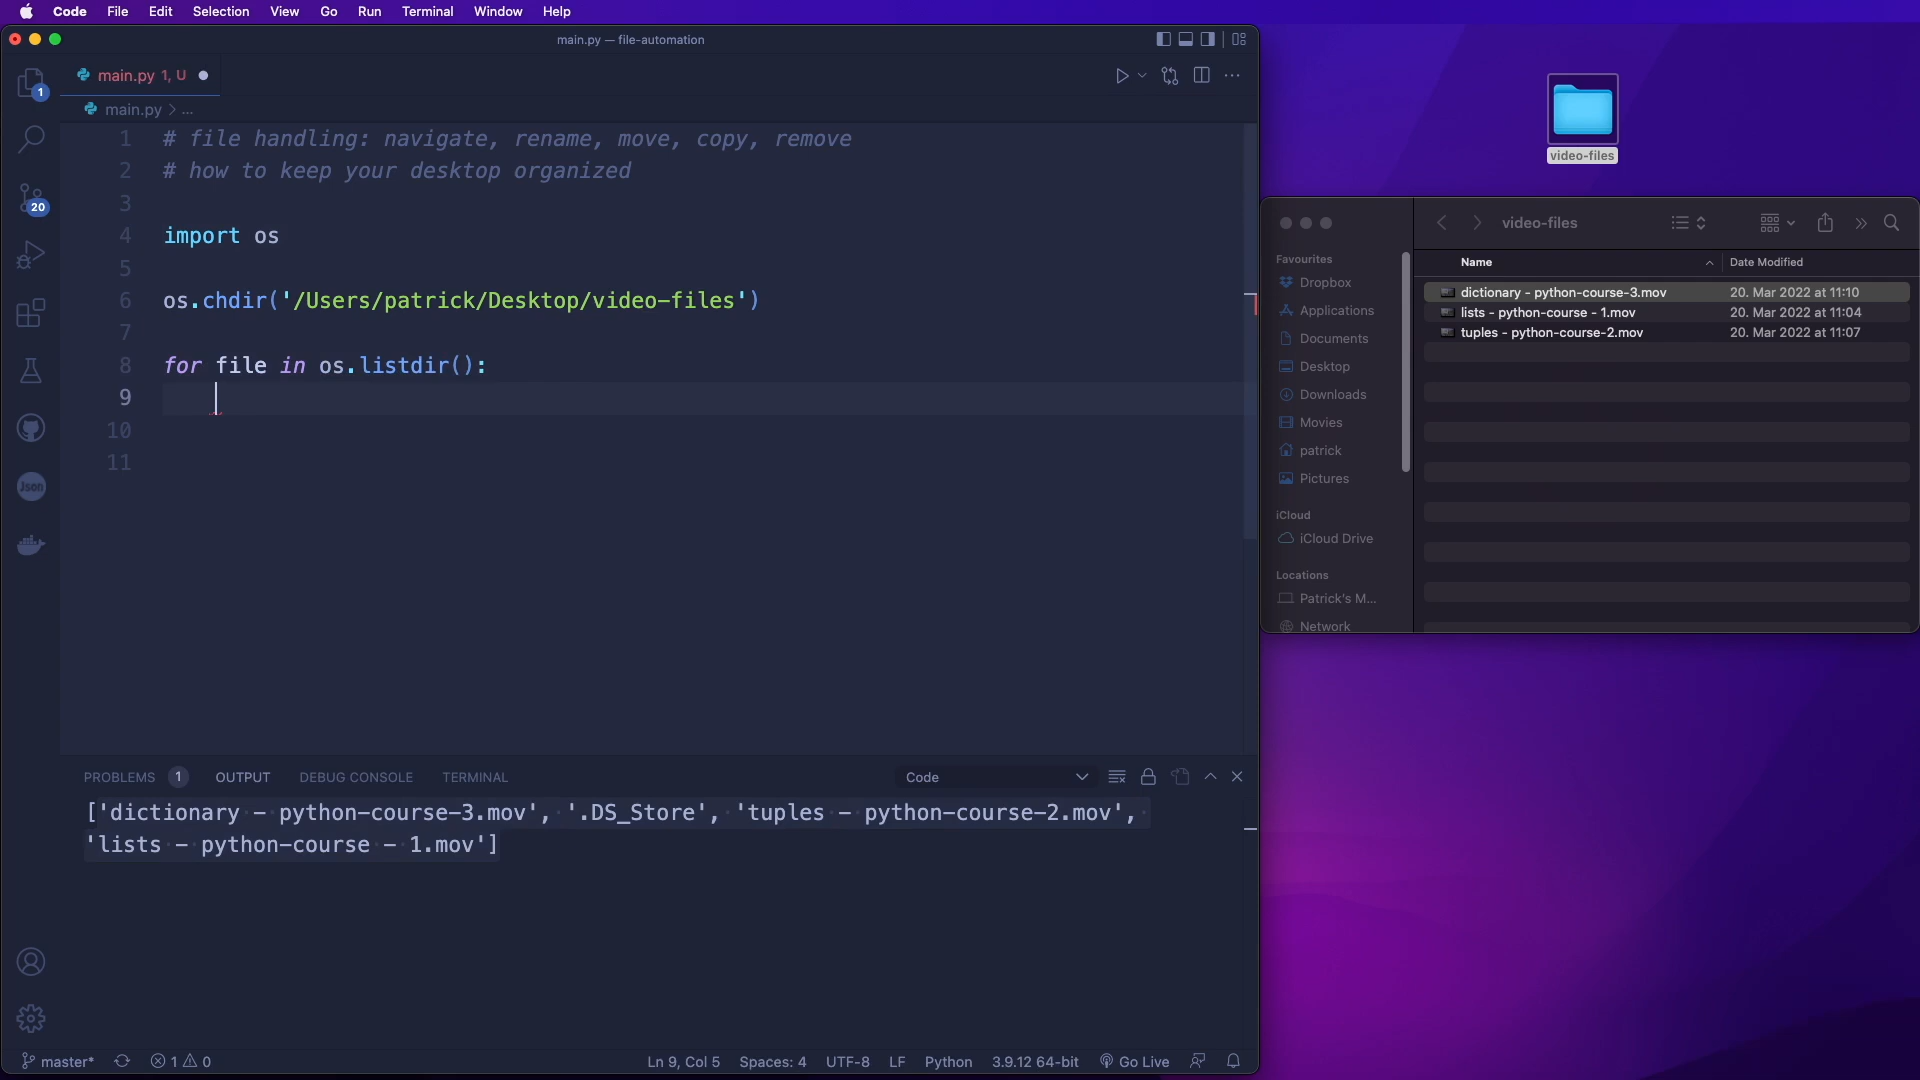 Code File Edit Selection View Go Run Terminal Window Help
main.py — file-automation
1
main.py 1, U
main.py > ...
1 # file handling: navigate, rename, move, copy, remove
2 # how to keep your desktop organized
3
4 import os
5
6 os.chdir('/Users/patrick/Desktop/video-files')
7
8 for file in os.listdir():
9
10
11
20
Json
PROBLEMS 1 OUTPUT DEBUG CONSOLE TERMINAL Code
['dictionary - python-course-3.mov', '.DS_Store', 'tuples - python-course-2.mov',
'lists - python-course - 1.mov']
master* 1 0 Ln 9, Col 5 Spaces: 4 UTF-8 LF Python 3.9.12 64-bit Go Live
video-files
video-files
Favourites
Dropbox
Applications
Documents
Desktop
Downloads
Movies
patrick
Pictures
iCloud
iCloud Drive
Locations
Patrick's M...
Network
Name Date Modified
dictionary - python-course-3.mov 20. Mar 2022 at 11:10
lists - python-course - 1.mov 20. Mar 2022 at 11:04
tuples - python-course-2.mov 20. Mar 2022 at 11:07